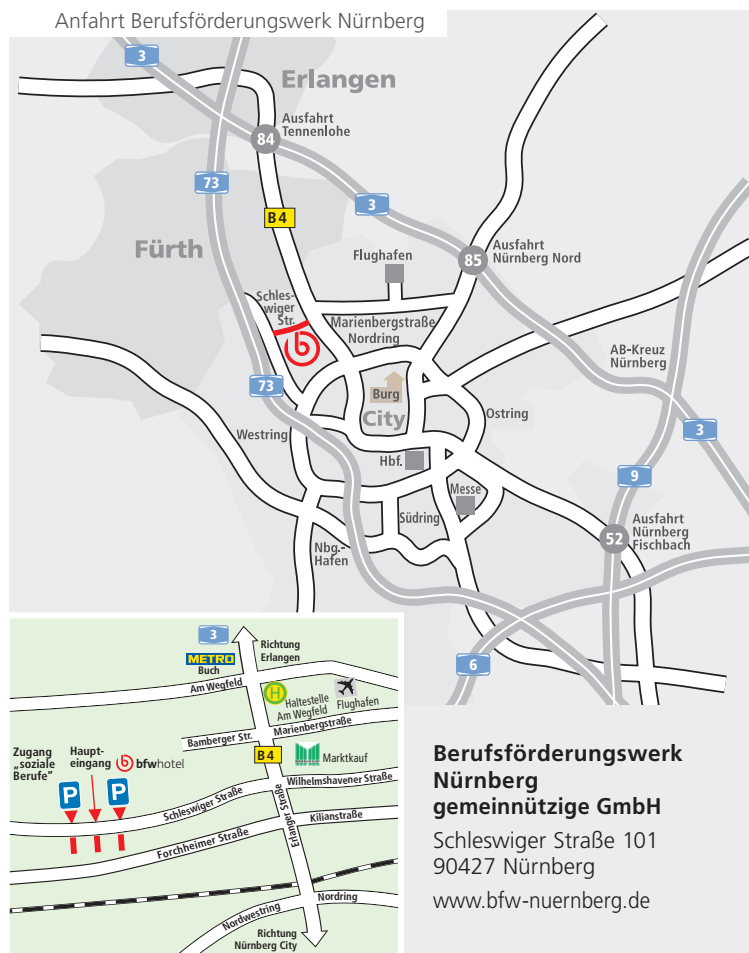 Anfahrt Berufsförderungswerk Nürnberg
3
Erlangen
Ausfahrt
Tennenlohe
84
73
3
B 4
Fürth
Flughafen
85
Ausfahrt
Nürnberg Nord
Schles-
wiger
Str.
Marienbergstraße
Nordring
b
AB-Kreuz
Nürnberg
73
Burg
City
Ostring
Westring
3
Hbf.
9
Messe
Südring
Ausfahrt
Nürnberg
Fischbach
52
Nbg.-
Hafen
6
3
Richtung
Erlangen
METRO
Buch
Am Wegfeld
H
Haltestelle
Am Wegfeld
Flughafen
Bamberger Str.
Marienbergstraße
Zugang
„soziale
Berufe”
Haupt-
eingang
b bfwhotel
B 4
Marktkauf
P
P
Wilhelmshavener Straße
Schleswiger Straße
Erlanger Straße
Kilianstraße
Forchheimer Straße
Nordwestring
Nordring
Richtung
Nürnberg City
Berufsförderungswerk
Nürnberg
gemeinnützige GmbH
Schleswiger Straße 101
90427 Nürnberg
www.bfw-nuernberg.de